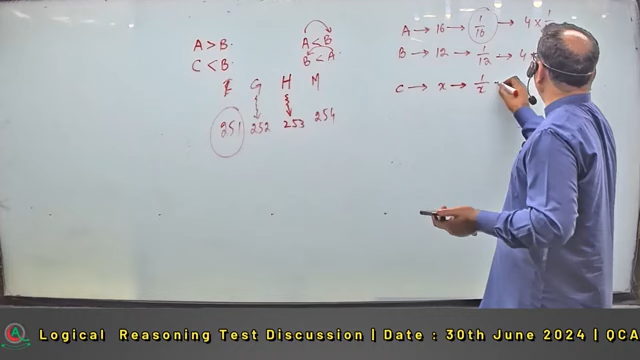 A > B
C < B
A < B
B < A
F G H M
251 252 253 254
A → 16 → 1/16 → 4 × 1
B → 12 → 1/12 → 4
C → x → 1/x
Logical Reasoning Test Discussion | Date : 30th June 2024 | QCA